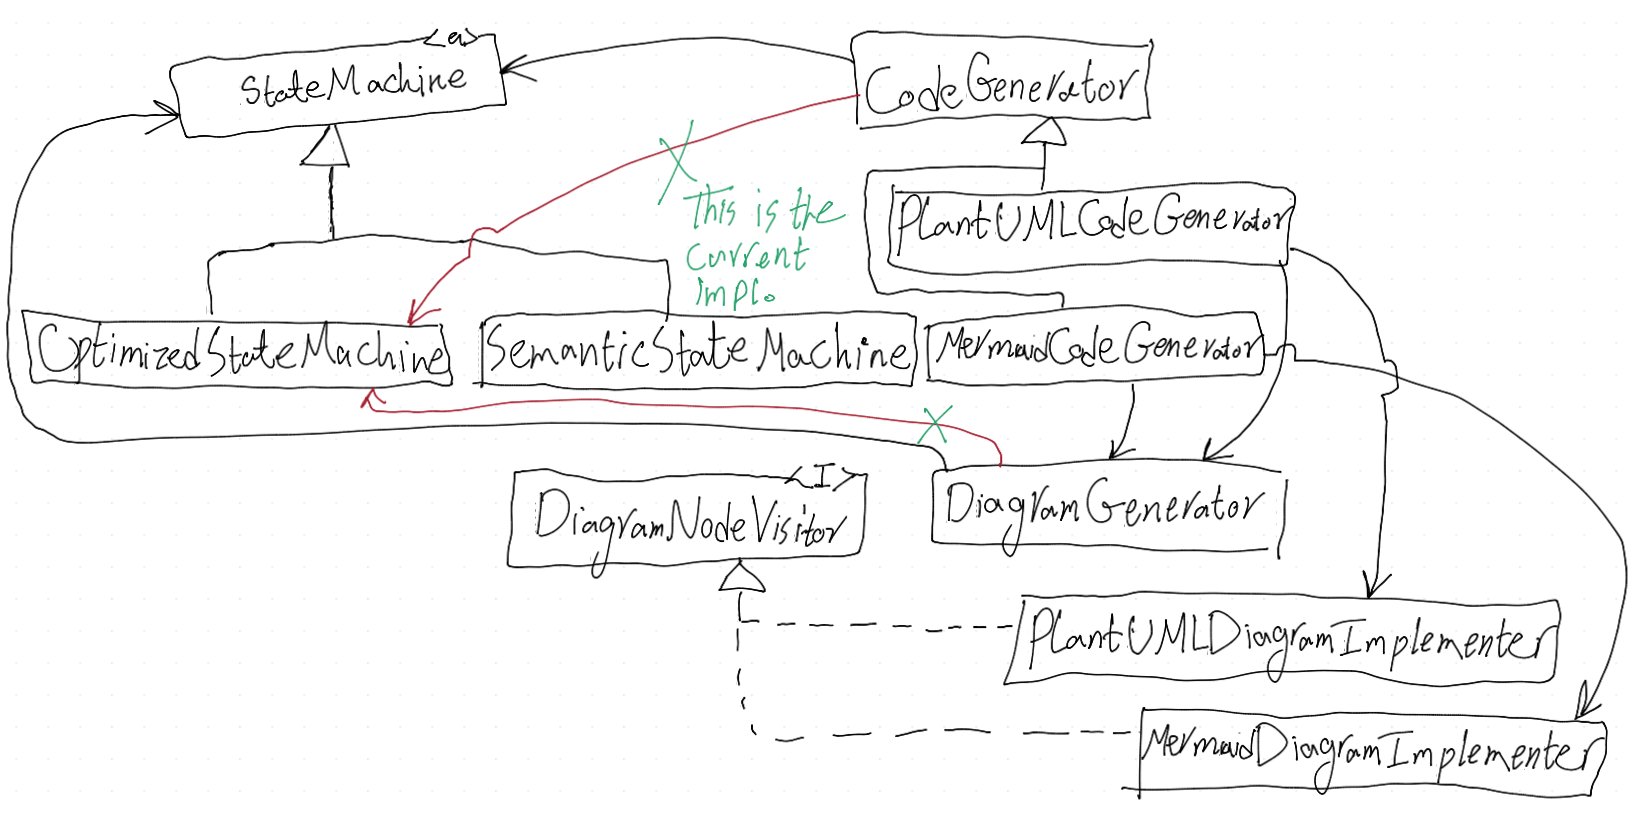 <a>
StateMachine
CodeGenerator
This is the
current
impl.
PlantUMLCodeGenerator
OptimizedStateMachine
SemanticStateMachine
MermaidCodeGenerator
<I>
DiagramNodeVisitor
DiagramGenerator
PlantUMLDiagramImplementer
MermaidDiagramImplementer